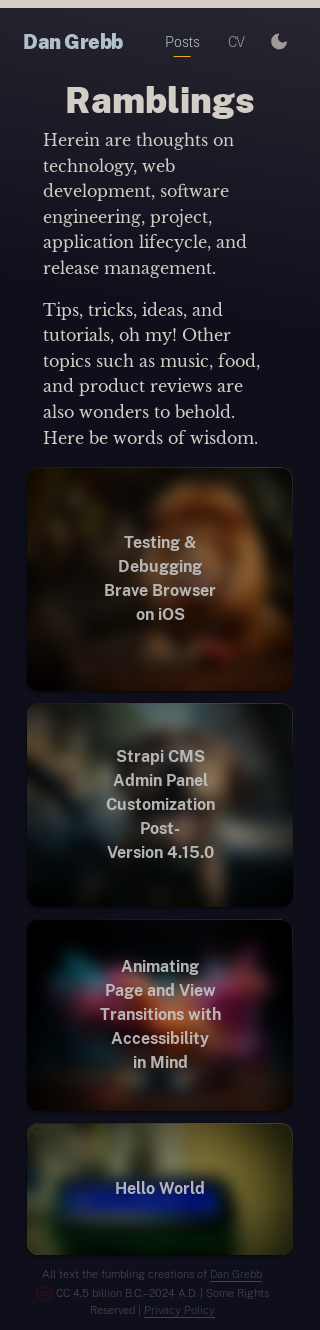 Dan Grebb
Posts
CV
Ramblings
Herein are thoughts on
technology, web
development, software
engineering, project,
application lifecycle, and
release management.
Tips, tricks, ideas, and
tutorials, oh my! Other
topics such as music, food,
and product reviews are
also wonders to behold.
Here be words of wisdom.
Testing &
Debugging
Brave Browser
on iOS
Strapi CMS
Admin Panel
Customization
Post-
Version 4.15.0
Animating
Page and View
Transitions with
Accessibility
in Mind
Hello World
All text the fumbling creations of Dan Grebb
CC 4.5 billion B.C.–2024 A.D. | Some Rights
Reserved | Privacy Policy